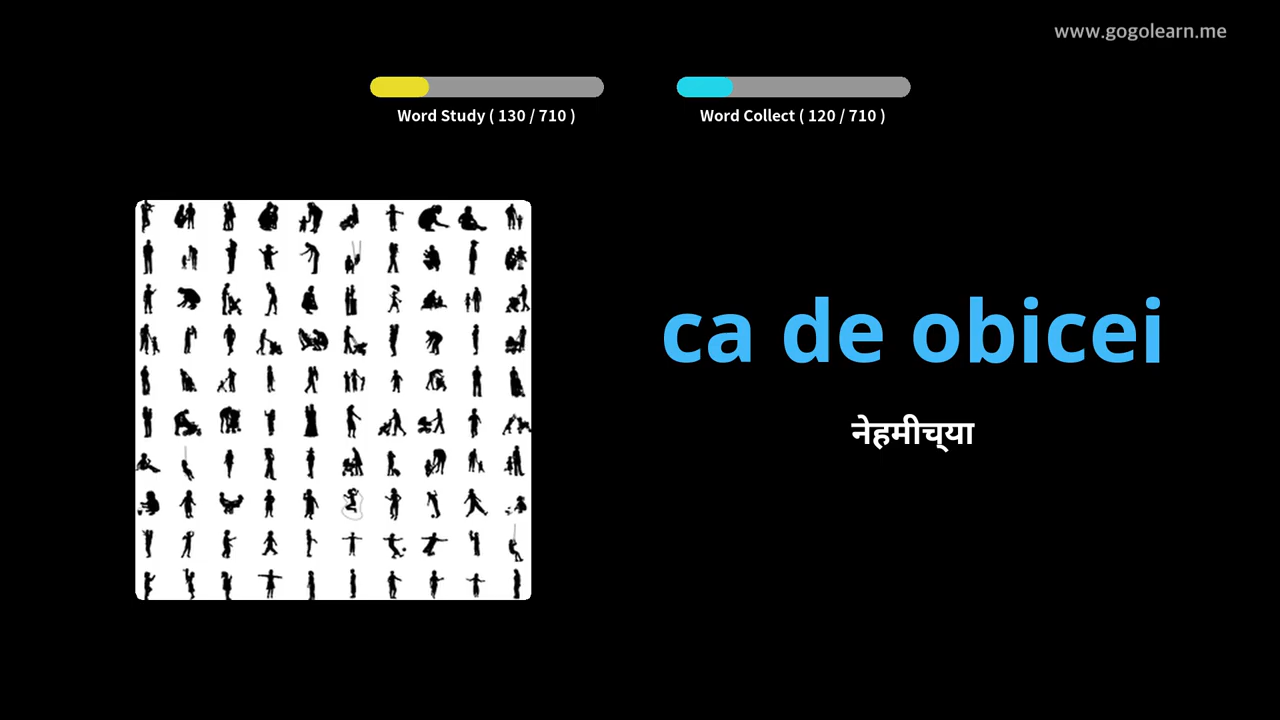 www.gogolearn.me
Word Study ( 130 / 710 )
Word Collect ( 120 / 710 )
ca de obicei
नेहमीच्या